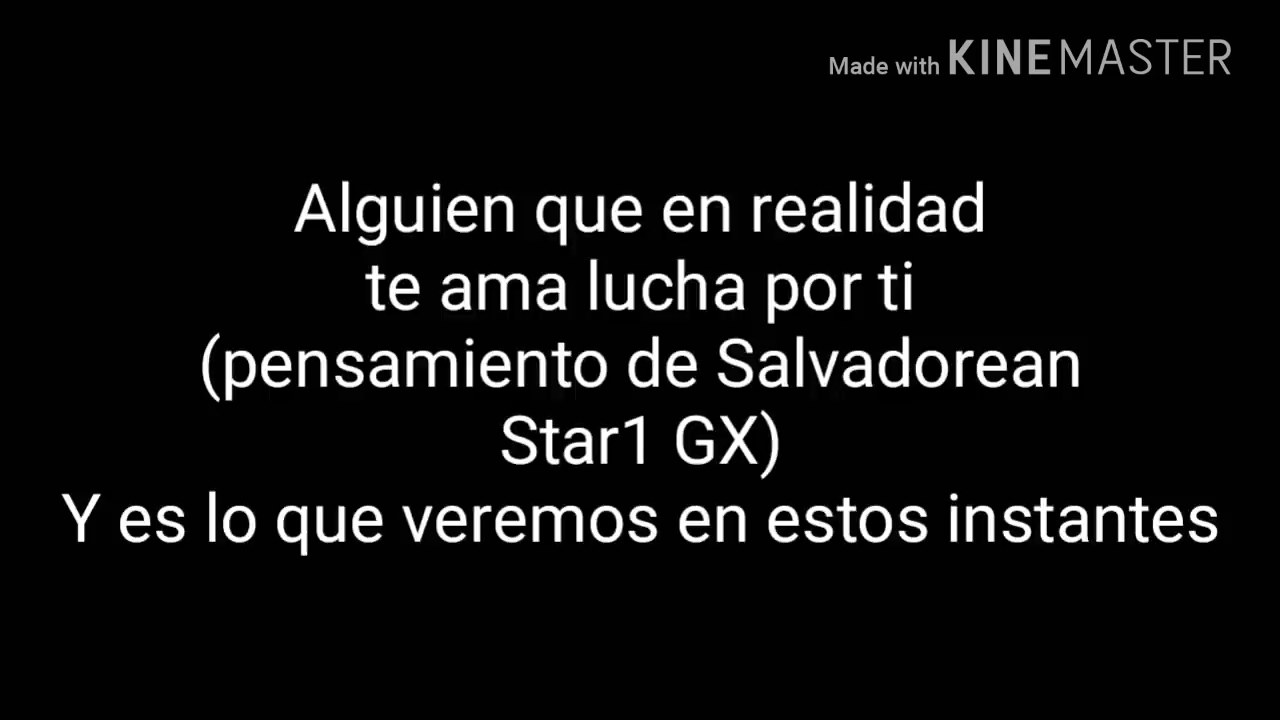 Made with KINEMASTER
Alguien que en realidad
te ama lucha por ti
(pensamiento de Salvadorean
Star1 GX)
Y es lo que veremos en estos instantes